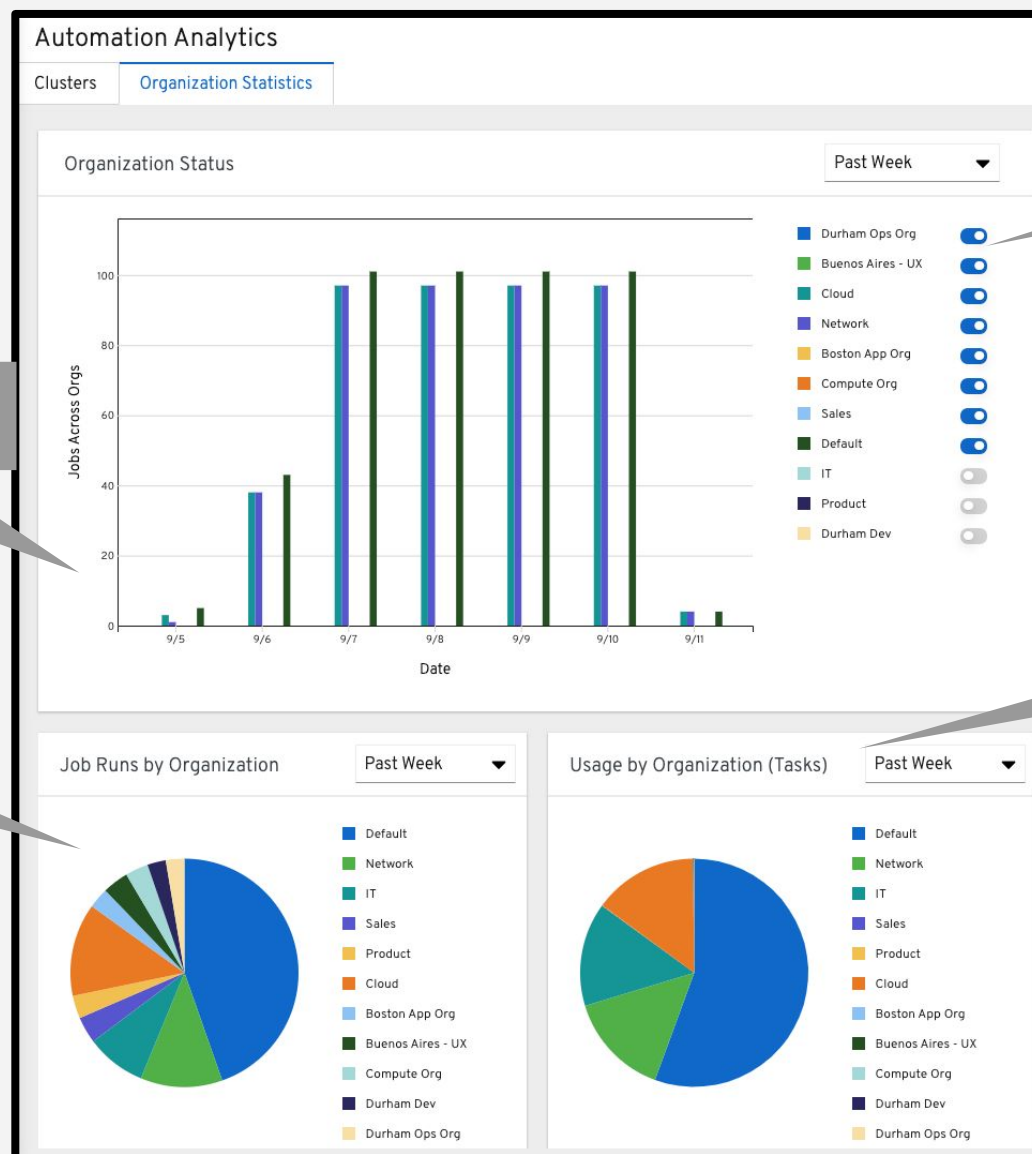 Automation Analytics
Clusters
Organization Statistics
Organization Status
Past Week
100
80
60
40
20
0
Jobs Across Orgs
9/5
9/6
9/7
9/8
9/9
9/10
9/11
Date
Durham Ops Org
Buenos Aires - UX
Cloud
Network
Boston App Org
Compute Org
Sales
Default
IT
Product
Durham Dev
Job Runs by Organization
Past Week
Default
Network
IT
Sales
Product
Cloud
Boston App Org
Buenos Aires - UX
Compute Org
Durham Dev
Durham Ops Org
Usage by Organization (Tasks)
Past Week
Default
Network
IT
Sales
Product
Cloud
Boston App Org
Buenos Aires - UX
Compute Org
Durham Dev
Durham Ops Org